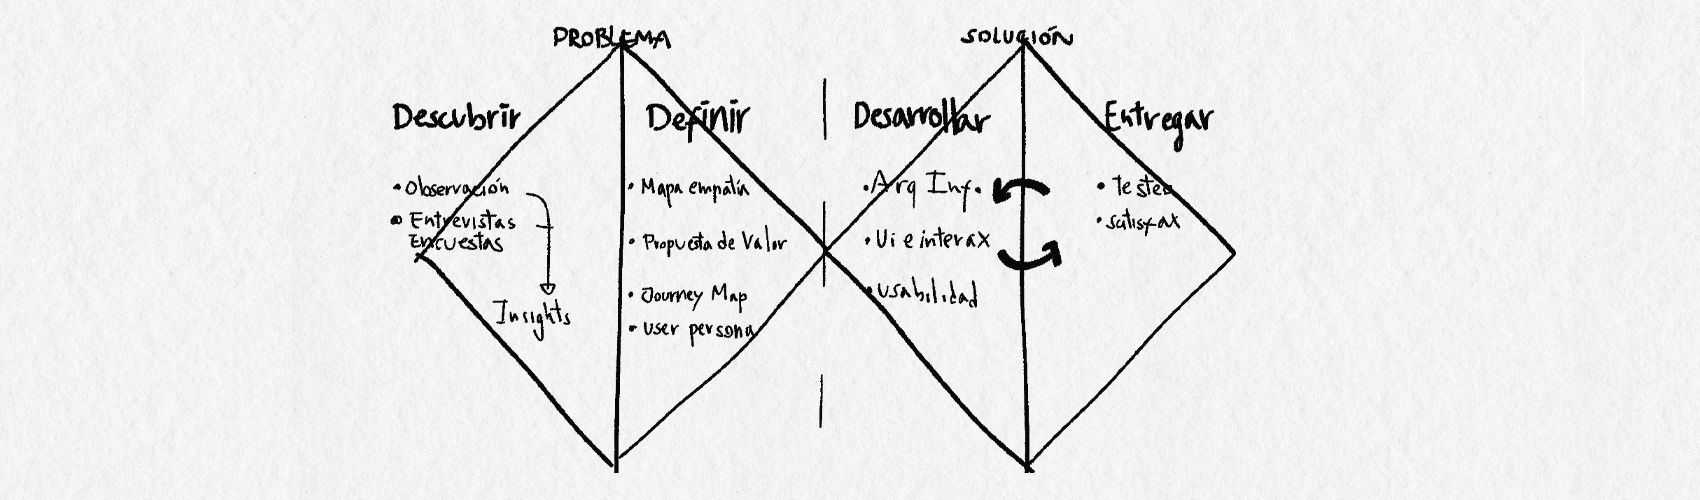 PROBLEMA
SOLUCIÓN
Descubrir
• Observación
• Entrevistas
Encuestas
Insights
Definir
• Mapa empatía
• Propuesta de Valor
• Journey Map
• user persona
Desarrollar
• Arq Inf.
• Ui e interax
• usabilidad
Entregar
• Testeo
• satisfax